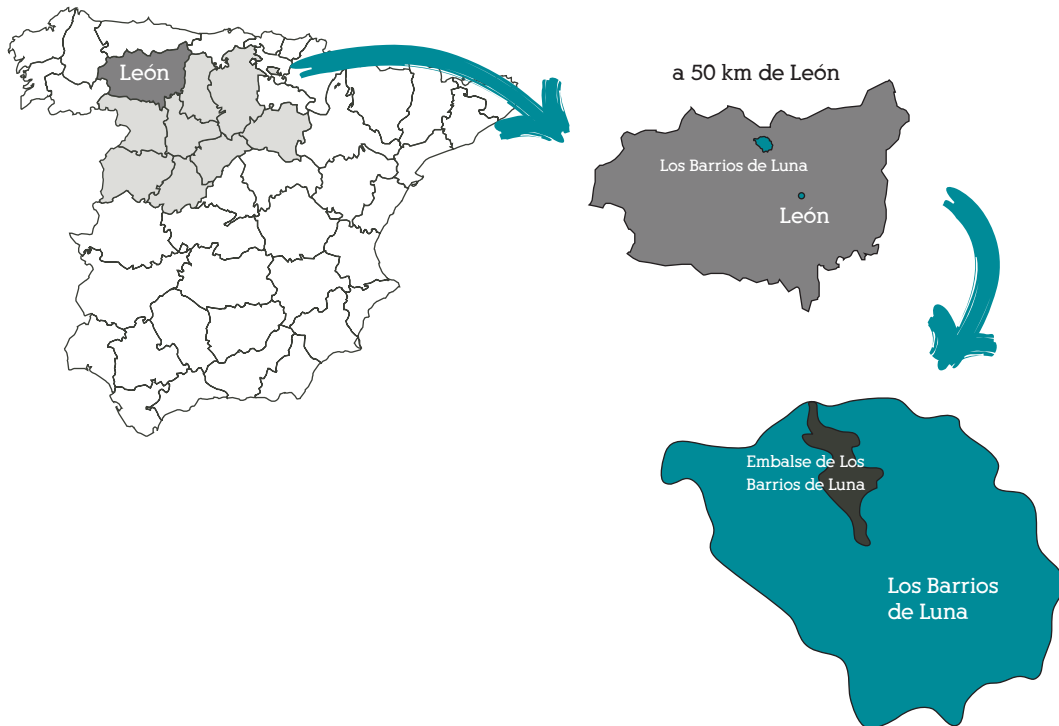 León
a 50 km de León
Los Barrios de Luna
León
Embalse de Los
Barrios de Luna
Los Barrios
de Luna